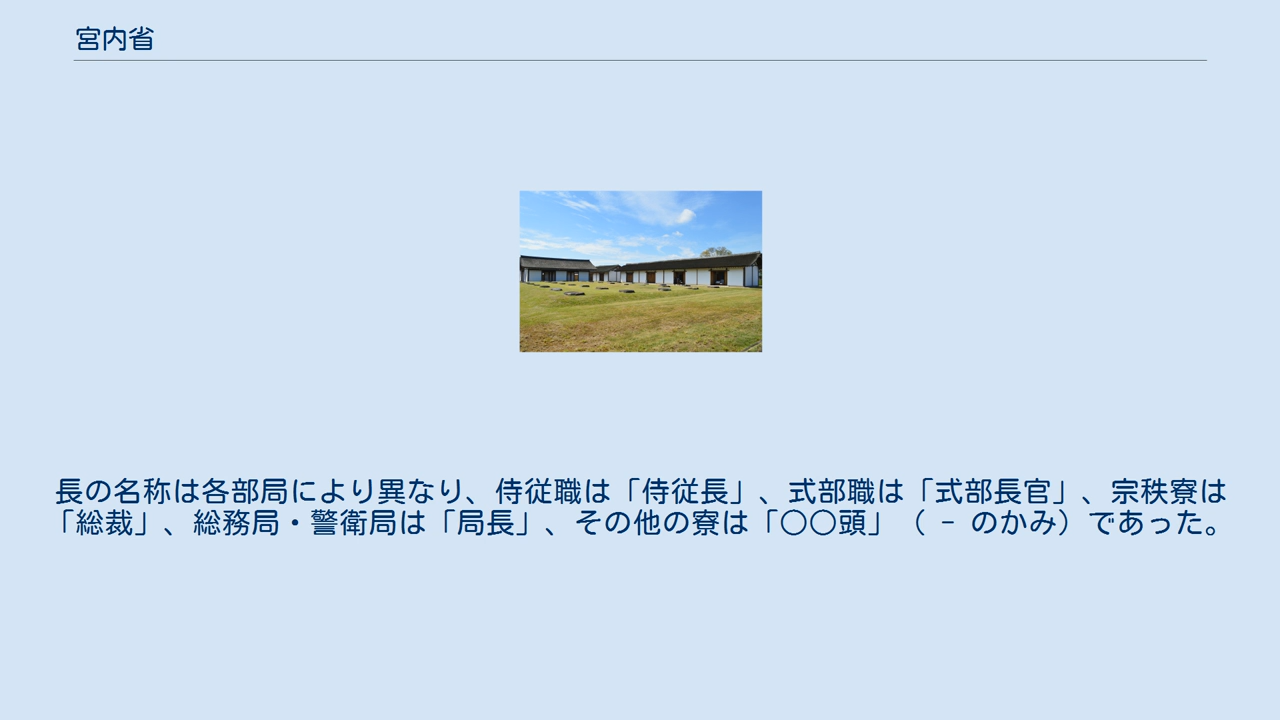 宮内省
長の名称は各部局により異なり、侍従職は「侍従長」、式部職は「式部長官」、宗秩寮は
「総裁」、総務局・警衛局は「局長」、その他の寮は「〇〇頭」（ - のかみ）であった。